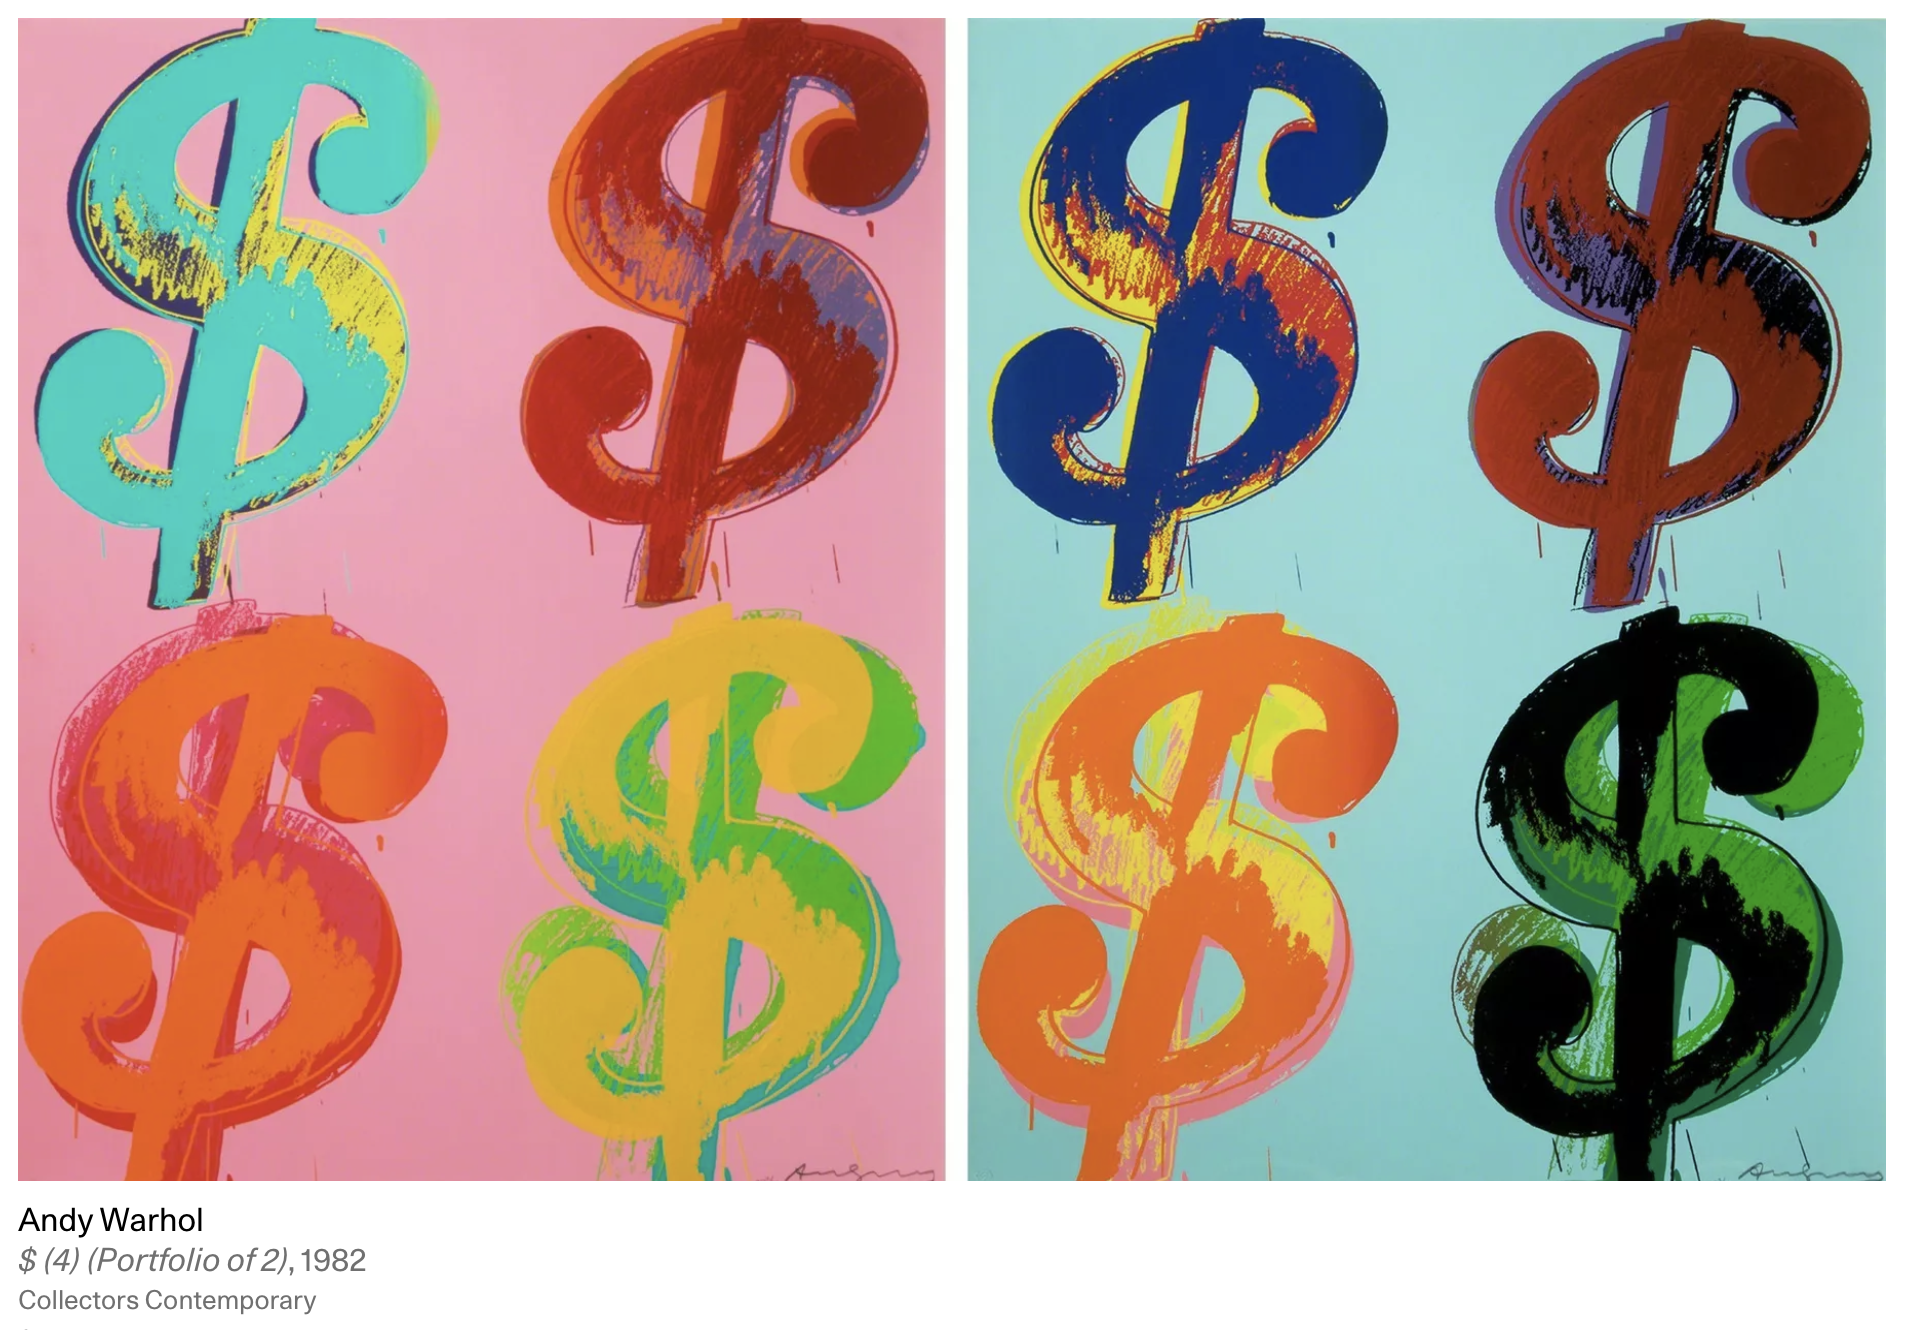 $ $ $ $
$ $ $ $
Andy Warhol
$ (4) (Portfolio of 2), 1982
Collectors Contemporary